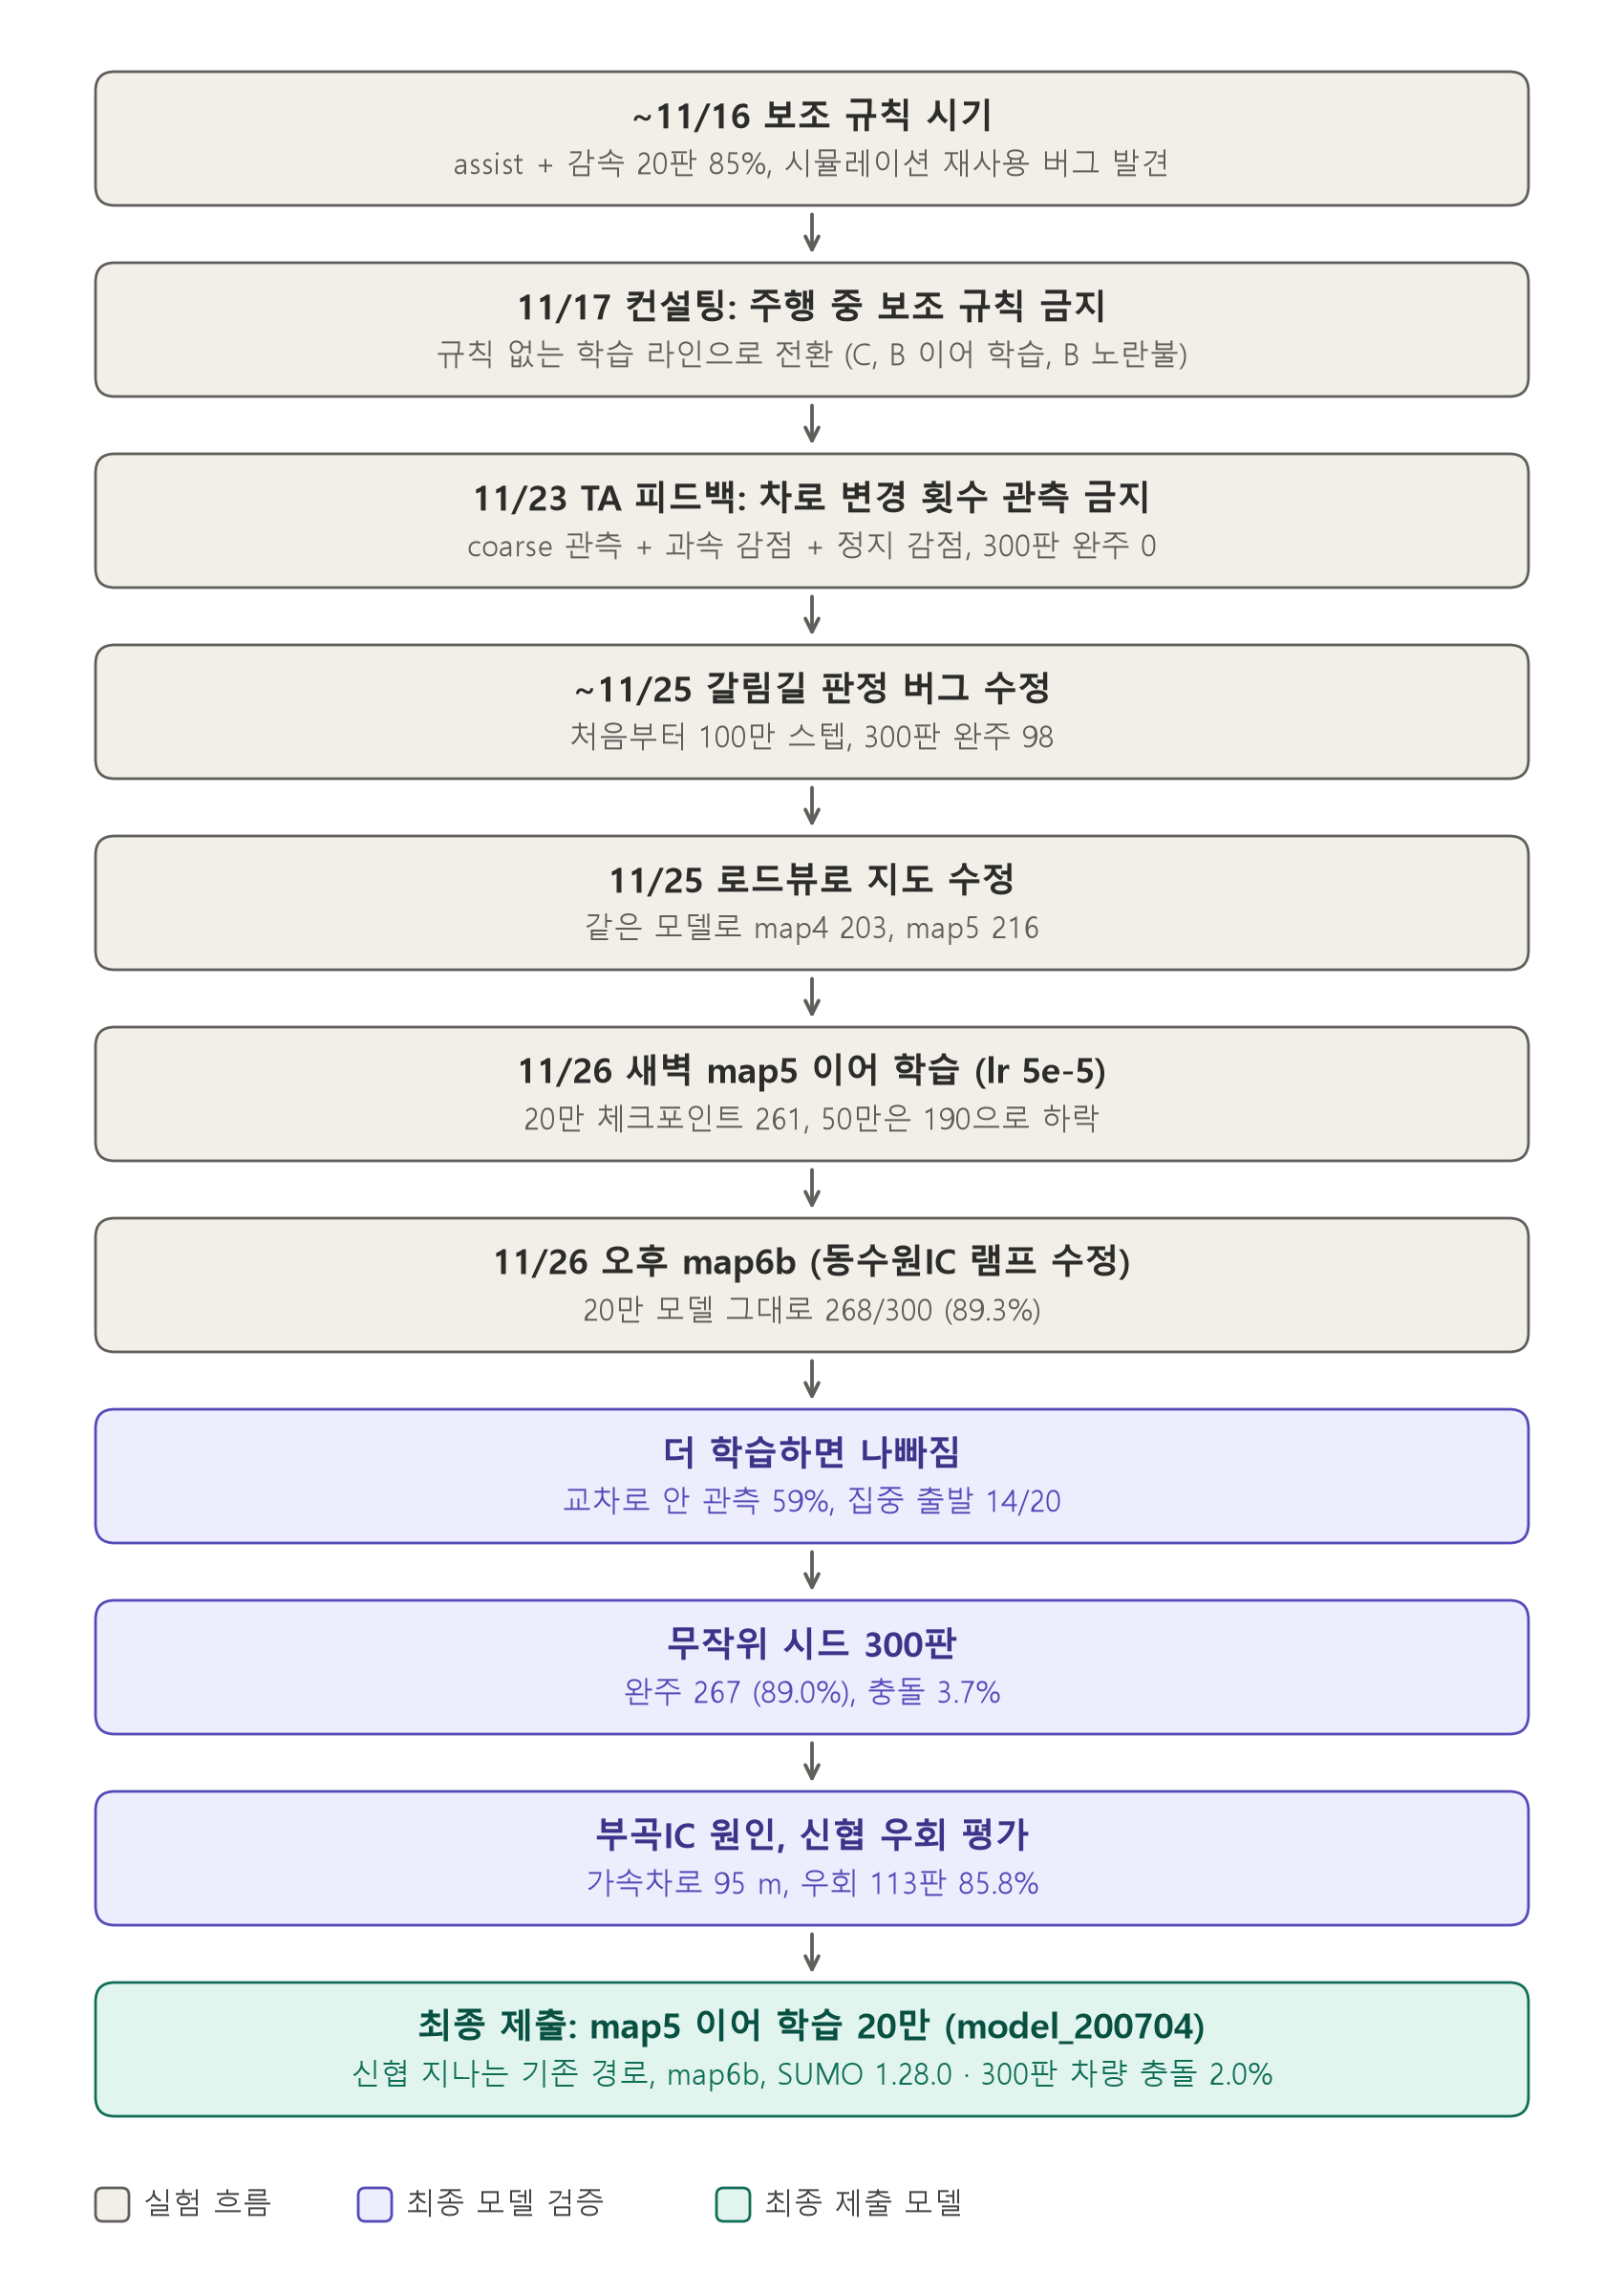 ~11/16 보조 규칙 시기
assist + 감속 20판 85%, 시뮬레이션 재사용 버그 발견
11/17 컨설팅: 주행 중 보조 규칙 금지
규칙 없는 학습 라인으로 전환 (C, B 이어 학습, B 노란불)
11/23 TA 피드백: 차로 변경 횟수 관측 금지
coarse 관측 + 과속 감점 + 정지 감점, 300판 완주 0
~11/25 갈림길 판정 버그 수정
처음부터 100만 스텝, 300판 완주 98
11/25 로드뷰로 지도 수정
같은 모델로 map4 203, map5 216
11/26 새벽 map5 이어 학습 (lr 5e-5)
20만 체크포인트 261, 50만은 190으로 하락
11/26 오후 map6b (동수원IC 램프 수정)
20만 모델 그대로 268/300 (89.3%)
더 학습하면 나빠짐
교차로 안 관측 59%, 집중 출발 14/20
무작위 시드 300판
완주 267 (89.0%), 충돌 3.7%
부곡IC 원인, 신협 우회 평가
가속차로 95 m, 우회 113판 85.8%
최종 제출: map5 이어 학습 20만 (model_200704)
신협 지나는 기존 경로, map6b, SUMO 1.28.0 · 300판 차량 충돌 2.0%
실험 흐름
최종 모델 검증
최종 제출 모델